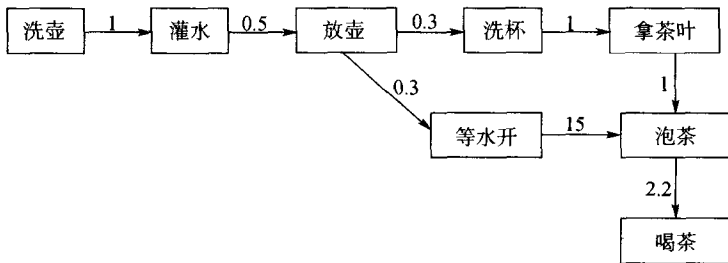 洗壶 1 灌水 0.5 放壶 0.3 洗杯 1 拿茶叶
0.3 1
等水开 15 泡茶
2.2
喝茶